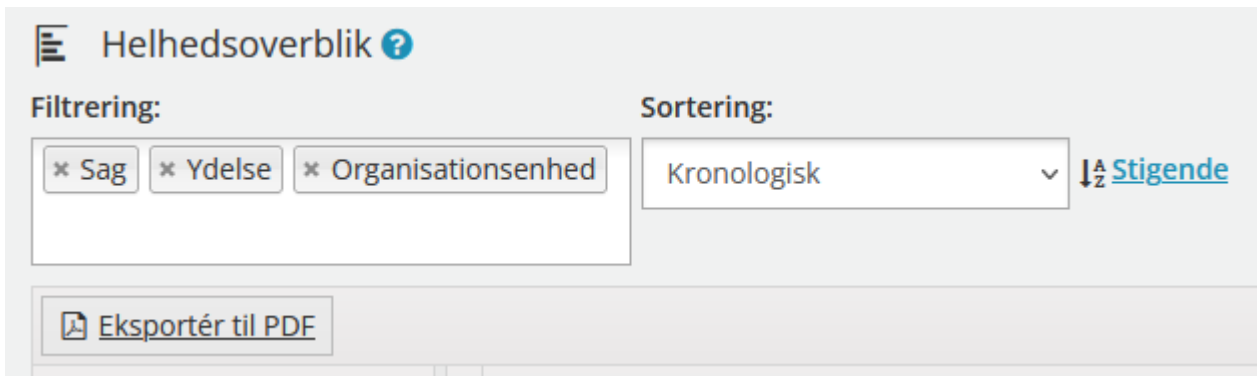 Helhedsoverblik ?
Filtrering:
Sortering:
× Sag × Ydelse × Organisationsenhed
Kronologisk
Stigende
Eksportér til PDF